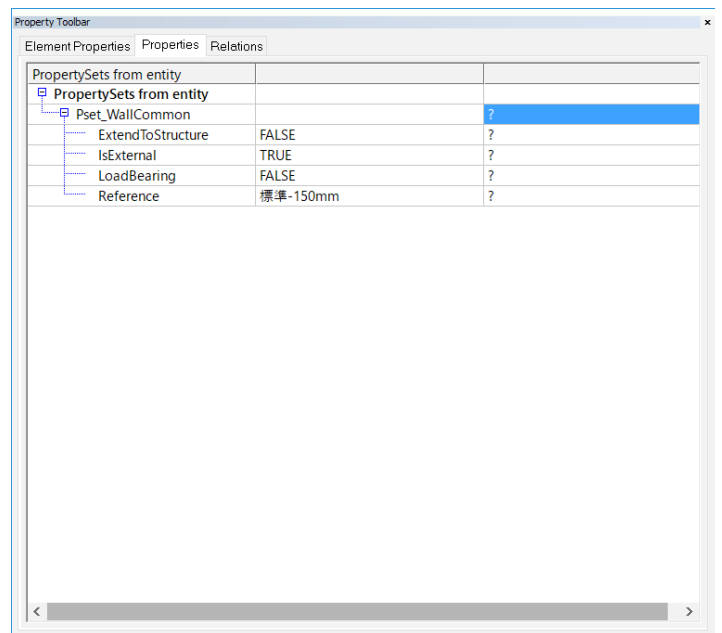 Property Toolbar x
Element Properties Properties Relations
PropertySets from entity
PropertySets from entity
Pset_WallCommon ?
ExtendToStructure FALSE ?
IsExternal TRUE ?
LoadBearing FALSE ?
Reference 標準-150mm ?